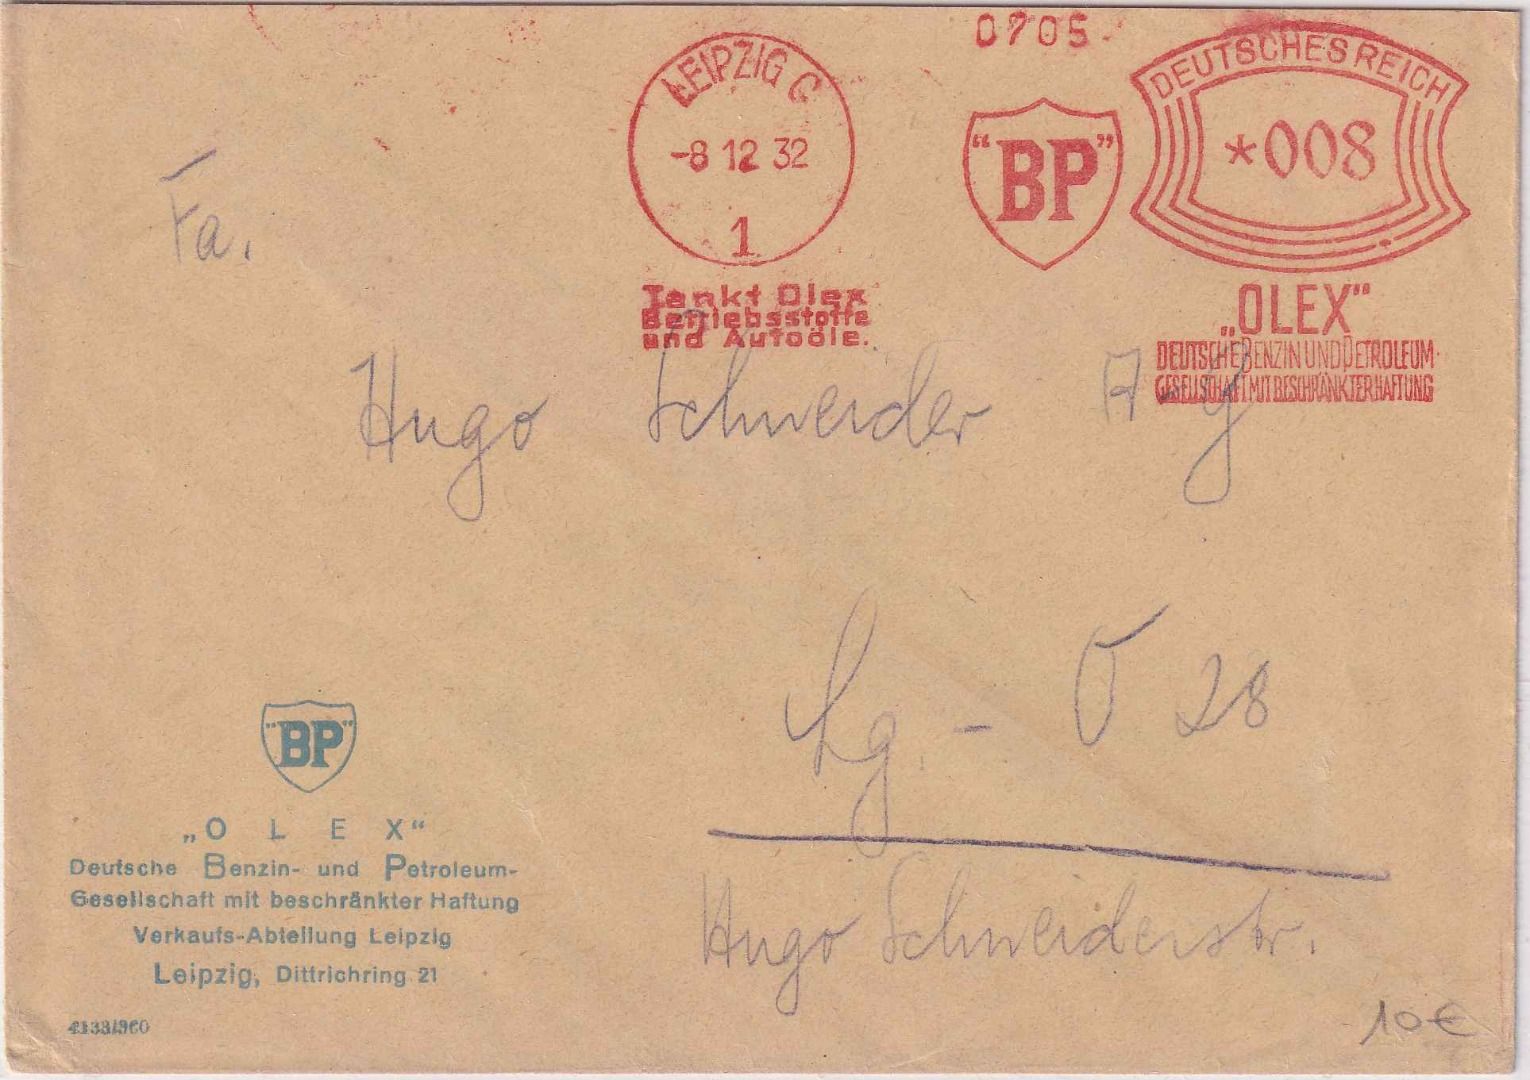 0705
LEIPZIG C
-8 12 32
1
Tankt Olex
Betriebsstoffe
und Autoöle.
"BP"
DEUTSCHES REICH
*008
„OLEX“
DEUTSCHE BENZIN UND PETROLEUM-
GESELLSCHAFT MIT BESCHRÄNKTER HAFTUNG
Fa.
Hugo Schneider A-g
Lg - O 28
Hugo Schneiderstr.
"BP"
„OLEX“
Deutsche Benzin- und Petroleum-
Gesellschaft mit beschränkter Haftung
Verkaufs-Abteilung Leipzig
Leipzig, Dittrichring 21
10€